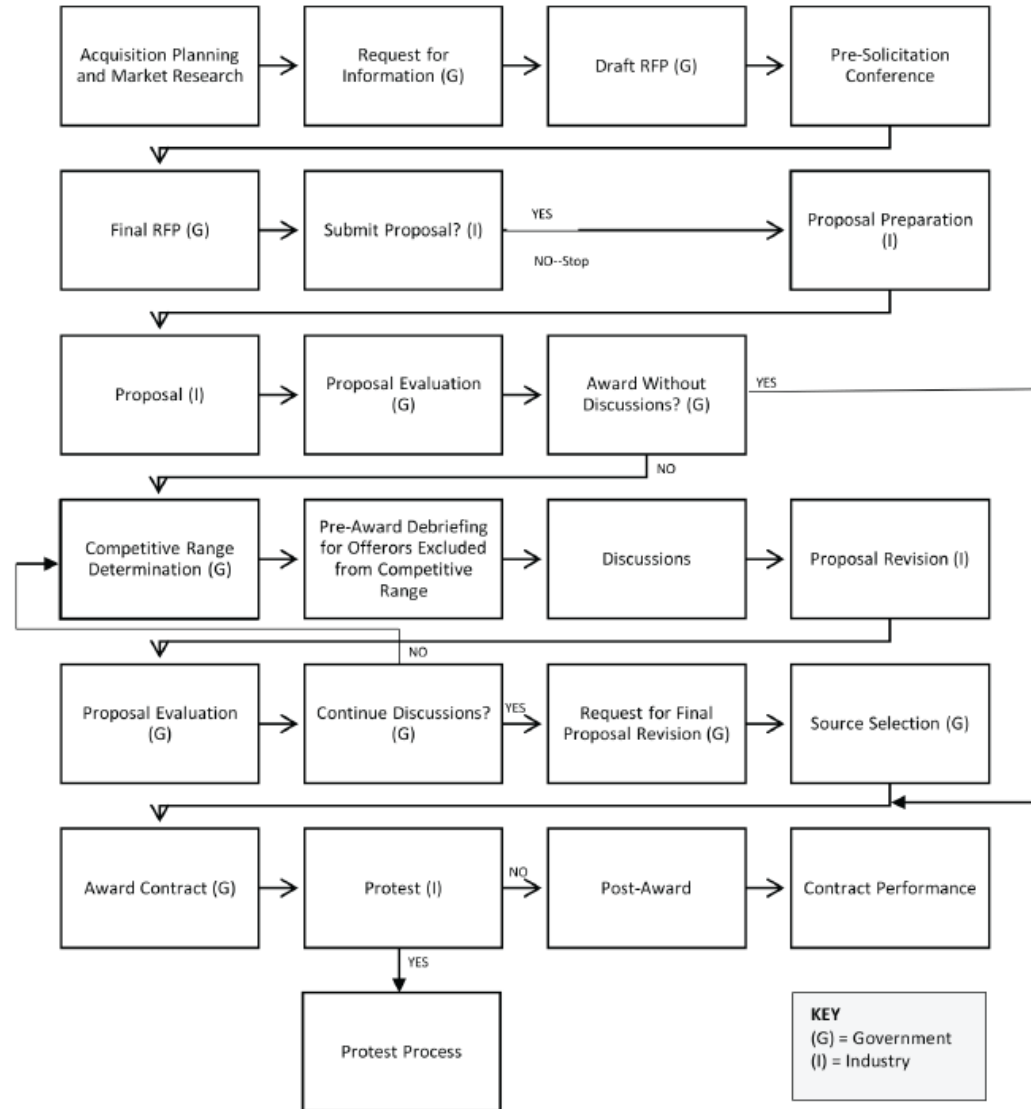 Acquisition Planning
and Market Research
Request for
Information (G)
Draft RFP (G)
Pre-Solicitation
Conference
Final RFP (G)
Submit Proposal? (I)
YES
NO--Stop
Proposal Preparation
(I)
Proposal (I)
Proposal Evaluation
(G)
Award Without
Discussions? (G)
YES
NO
Competitive Range
Determination (G)
Pre-Award Debriefing
for Offerors Excluded
from Competitive
Range
Discussions
Proposal Revision (I)
NO
Proposal Evaluation
(G)
Continue Discussions?
(G)
YES
Request for Final
Proposal Revision (G)
Source Selection (G)
Award Contract (G)
Protest (I)
NO
Post-Award
Contract Performance
YES
Protest Process
KEY
(G) = Government
(I) = Industry